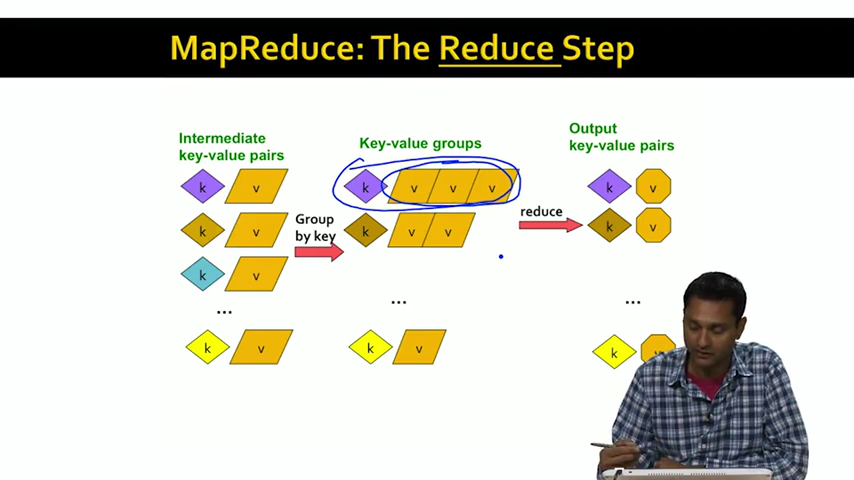 MapReduce: The Reduce Step
Intermediate
key-value pairs
Key-value groups
Output
key-value pairs
k v
k v v v
k v
k v
k v v
k v
k v
Group
by key
reduce
...
...
...
k v
k v
k